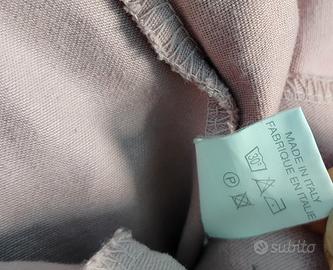 MADE IN ITALY
FABRIQUE EN ITALIE
30°
P
subito